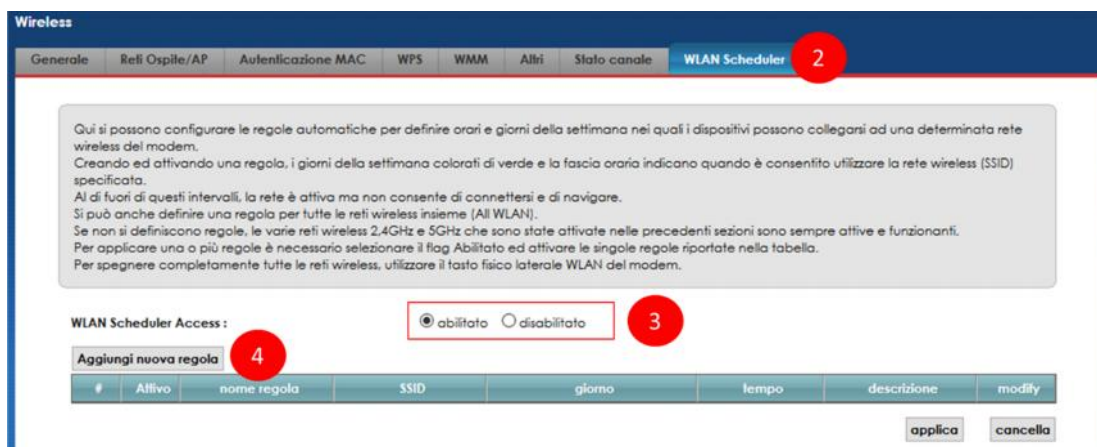 Wireless
Generale Reti Ospite/AP Autenticazione MAC WPS WMM Altri Stato canale WLAN Scheduler 2
Qui si possono configurare le regole automatiche per definire orari e giorni della settimana nei quali i dispositivi possono collegarsi ad una determinata rete
wireless del modem.
Creando ed attivando una regola, i giorni della settimana colorati di verde e la fascia oraria indicano quando è consentito utilizzare la rete wireless (SSID)
specificata.
Al di fuori di questi intervalli, la rete è attiva ma non consente di connettersi e di navigare.
Si può anche definire una regola per tutte le reti wireless insieme (All WLAN).
Se non si definiscono regole, le varie reti wireless 2,4GHz e 5GHz che sono state attivate nelle precedenti sezioni sono sempre attive e funzionanti.
Per applicare una o più regole è necessario selezionare il flag Abilitato ed attivare le singole regole riportate nella tabella.
Per spegnere completamente tutte le reti wireless, utilizzare il tasto fisico laterale WLAN del modem.
WLAN Scheduler Access : abilitato disabilitato 3
Aggiungi nuova regola 4
# Attivo nome regola SSID giorno tempo descrizione modify
applica cancella